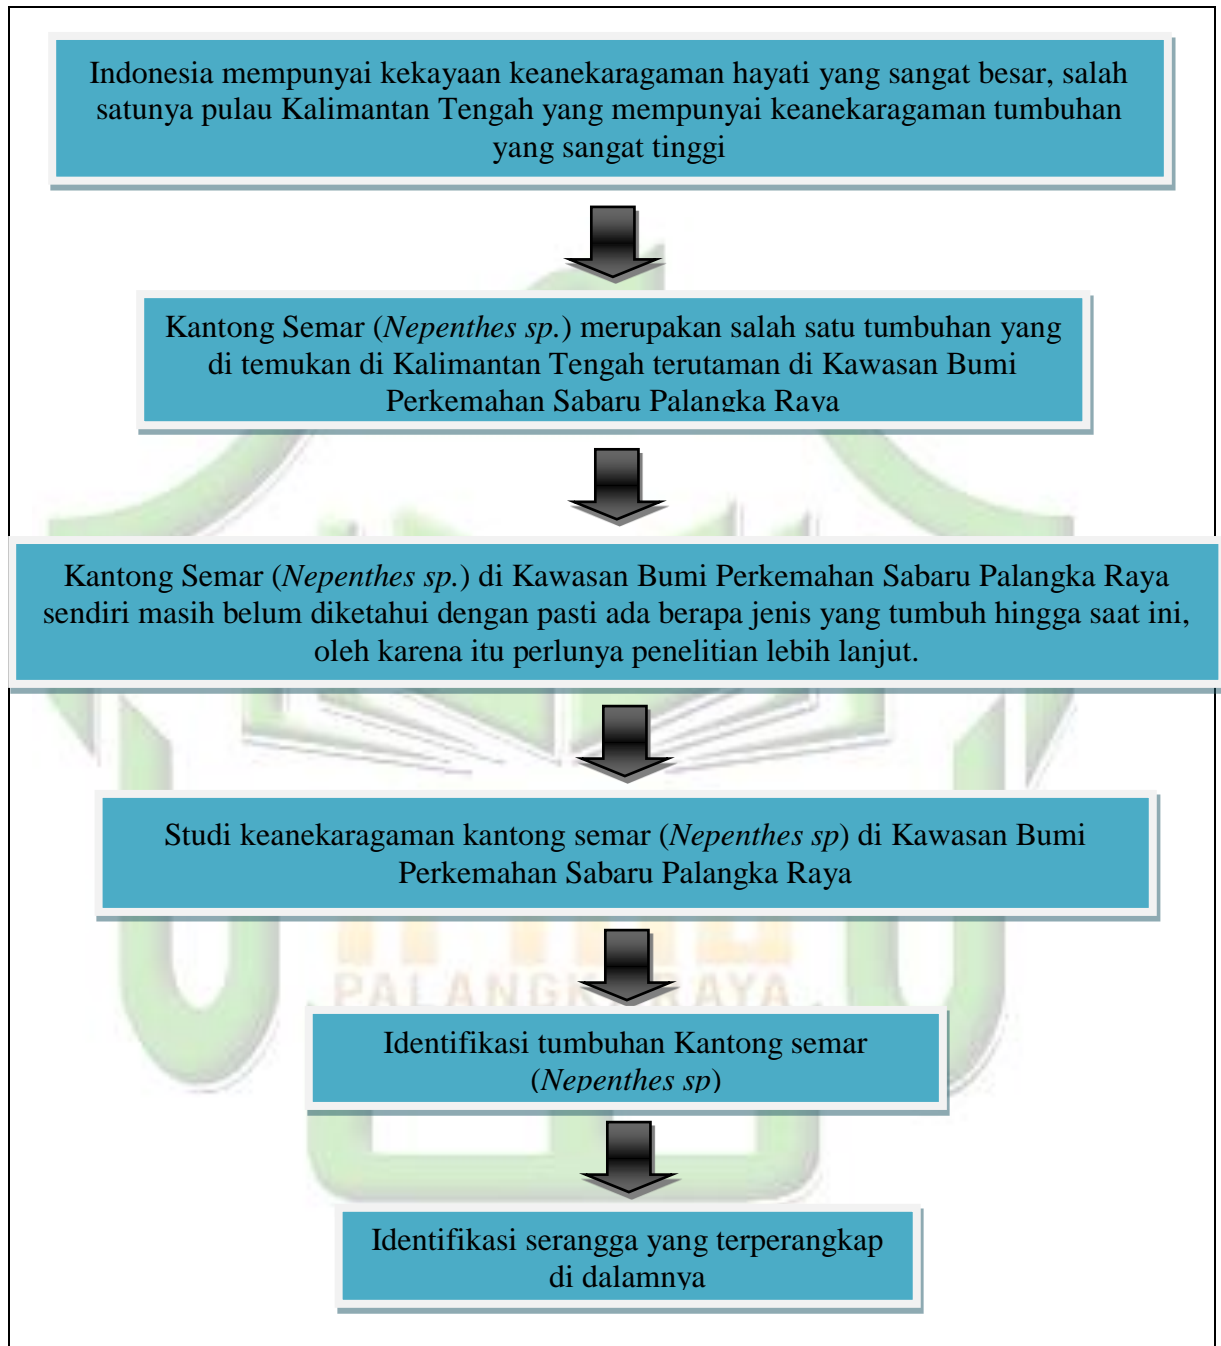 Indonesia mempunyai kekayaan keanekaragaman hayati yang sangat besar, salah
satunya pulau Kalimantan Tengah yang mempunyai keanekaragaman tumbuhan
yang sangat tinggi
Kantong Semar (Nepenthes sp.) merupakan salah satu tumbuhan yang
di temukan di Kalimantan Tengah terutaman di Kawasan Bumi
Perkemahan Sabaru Palangka Raya
Kantong Semar (Nepenthes sp.) di Kawasan Bumi Perkemahan Sabaru Palangka Raya
sendiri masih belum diketahui dengan pasti ada berapa jenis yang tumbuh hingga saat ini,
oleh karena itu perlunya penelitian lebih lanjut.
Studi keanekaragaman kantong semar (Nepenthes sp) di Kawasan Bumi
Perkemahan Sabaru Palangka Raya
PALANGKARAYA
Identifikasi tumbuhan Kantong semar
(Nepenthes sp)
Identifikasi serangga yang terperangkap
di dalamnya